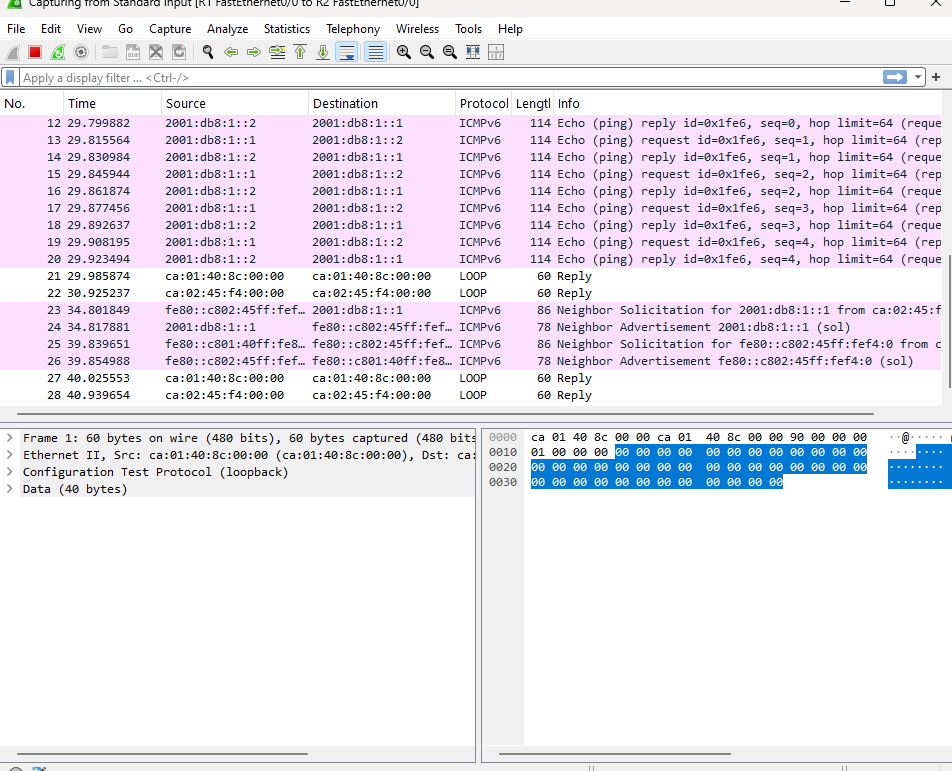 Capturing from Standard Input [R1 FastEthernet0/0 to R2 FastEthernet0/0]
File Edit View Go Capture Analyze Statistics Telephony Wireless Tools Help
Apply a display filter ... <Ctrl-/>
No. Time Source Destination Protocol Lengtl Info
12 29.799882 2001:db8:1::2 2001:db8:1::1 ICMPv6 114 Echo (ping) reply id=0x1fe6, seq=0, hop limit=64 (reque
13 29.815564 2001:db8:1::1 2001:db8:1::2 ICMPv6 114 Echo (ping) request id=0x1fe6, seq=1, hop limit=64 (rep
14 29.830984 2001:db8:1::2 2001:db8:1::1 ICMPv6 114 Echo (ping) reply id=0x1fe6, seq=1, hop limit=64 (reque
15 29.845944 2001:db8:1::1 2001:db8:1::2 ICMPv6 114 Echo (ping) request id=0x1fe6, seq=2, hop limit=64 (rep
16 29.861874 2001:db8:1::2 2001:db8:1::1 ICMPv6 114 Echo (ping) reply id=0x1fe6, seq=2, hop limit=64 (reque
17 29.877456 2001:db8:1::1 2001:db8:1::2 ICMPv6 114 Echo (ping) request id=0x1fe6, seq=3, hop limit=64 (rep
18 29.892637 2001:db8:1::2 2001:db8:1::1 ICMPv6 114 Echo (ping) reply id=0x1fe6, seq=3, hop limit=64 (reque
19 29.908195 2001:db8:1::1 2001:db8:1::2 ICMPv6 114 Echo (ping) request id=0x1fe6, seq=4, hop limit=64 (rep
20 29.923494 2001:db8:1::2 2001:db8:1::1 ICMPv6 114 Echo (ping) reply id=0x1fe6, seq=4, hop limit=64 (reque
21 29.985874 ca:01:40:8c:00:00 ca:01:40:8c:00:00 LOOP 60 Reply
22 30.925237 ca:02:45:f4:00:00 ca:02:45:f4:00:00 LOOP 60 Reply
23 34.801849 fe80::c802:45ff:fef… 2001:db8:1::1 ICMPv6 86 Neighbor Solicitation for 2001:db8:1::1 from ca:02:45:f
24 34.817881 2001:db8:1::1 fe80::c802:45ff:fef… ICMPv6 78 Neighbor Advertisement 2001:db8:1::1 (sol)
25 39.839651 fe80::c801:40ff:fe8… fe80::c802:45ff:fef… ICMPv6 86 Neighbor Solicitation for fe80::c802:45ff:fef4:0 from c
26 39.854988 fe80::c802:45ff:fef… fe80::c801:40ff:fe8… ICMPv6 78 Neighbor Advertisement fe80::c802:45ff:fef4:0 (sol)
27 40.025553 ca:01:40:8c:00:00 ca:01:40:8c:00:00 LOOP 60 Reply
28 40.939654 ca:02:45:f4:00:00 ca:02:45:f4:00:00 LOOP 60 Reply
Frame 1: 60 bytes on wire (480 bits), 60 bytes captured (480 bits
Ethernet II, Src: ca:01:40:8c:00:00 (ca:01:40:8c:00:00), Dst: ca:
Configuration Test Protocol (loopback)
Data (40 bytes)
0000 ca 01 40 8c 00 00 ca 01 40 8c 00 00 90 00 00 00 ··@·····
0010 01 00 00 00 00 00 00 00 00 00 00 00 00 00 00 00 ········
0020 00 00 00 00 00 00 00 00 00 00 00 00 00 00 00 00 ········
0030 00 00 00 00 00 00 00 00 00 00 00 00 ········